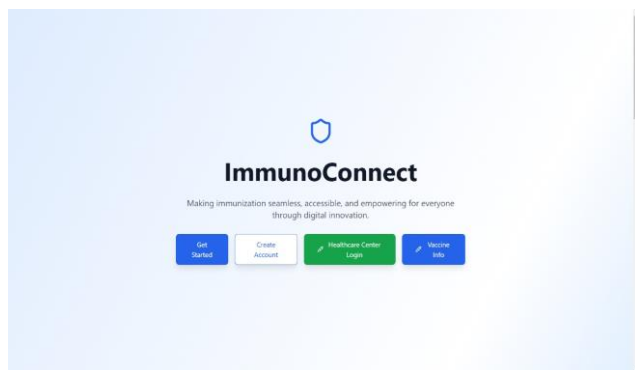 ImmunoConnect
Making immunization seamless, accessible, and empowering for everyone
through digital innovation.
Get
Started
Create
Account
Healthcare Center
Login
Vaccine
Info